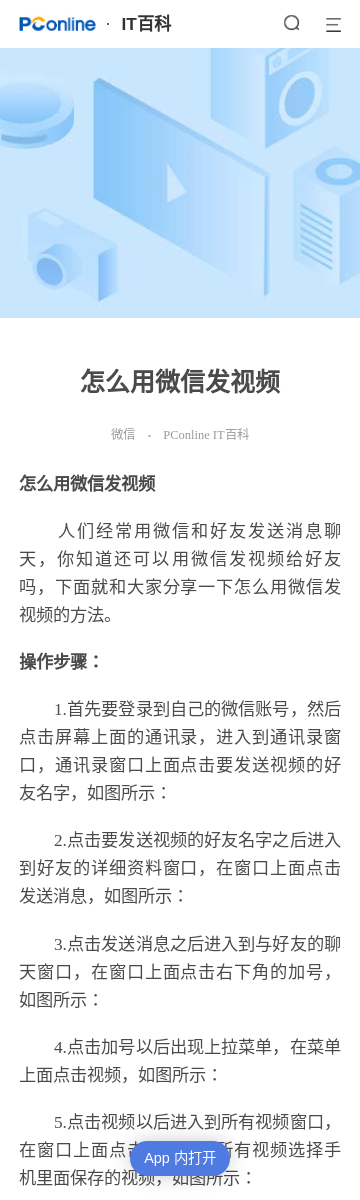 PConline · IT百科
怎么用微信发视频
微信 - PConline IT百科
怎么用微信发视频
人们经常用微信和好友发送消息聊
天，你知道还可以用微信发视频给好友
吗，下面就和大家分享一下怎么用微信发
视频的方法。
操作步骤：
1.首先要登录到自己的微信账号，然后
点击屏幕上面的通讯录，进入到通讯录窗
口，通讯录窗口上面点击要发送视频的好
友名字，如图所示：
2.点击要发送视频的好友名字之后进入
到好友的详细资料窗口，在窗口上面点击
发送消息，如图所示：
3.点击发送消息之后进入到与好友的聊
天窗口，在窗口上面点击右下角的加号，
如图所示：
4.点击加号以后出现上拉菜单，在菜单
上面点击视频，如图所示：
5.点击视频以后进入到所有视频窗口，
在窗口上面点击所有视频选择手
机里面保存的视频，如图所示：
App 内打开